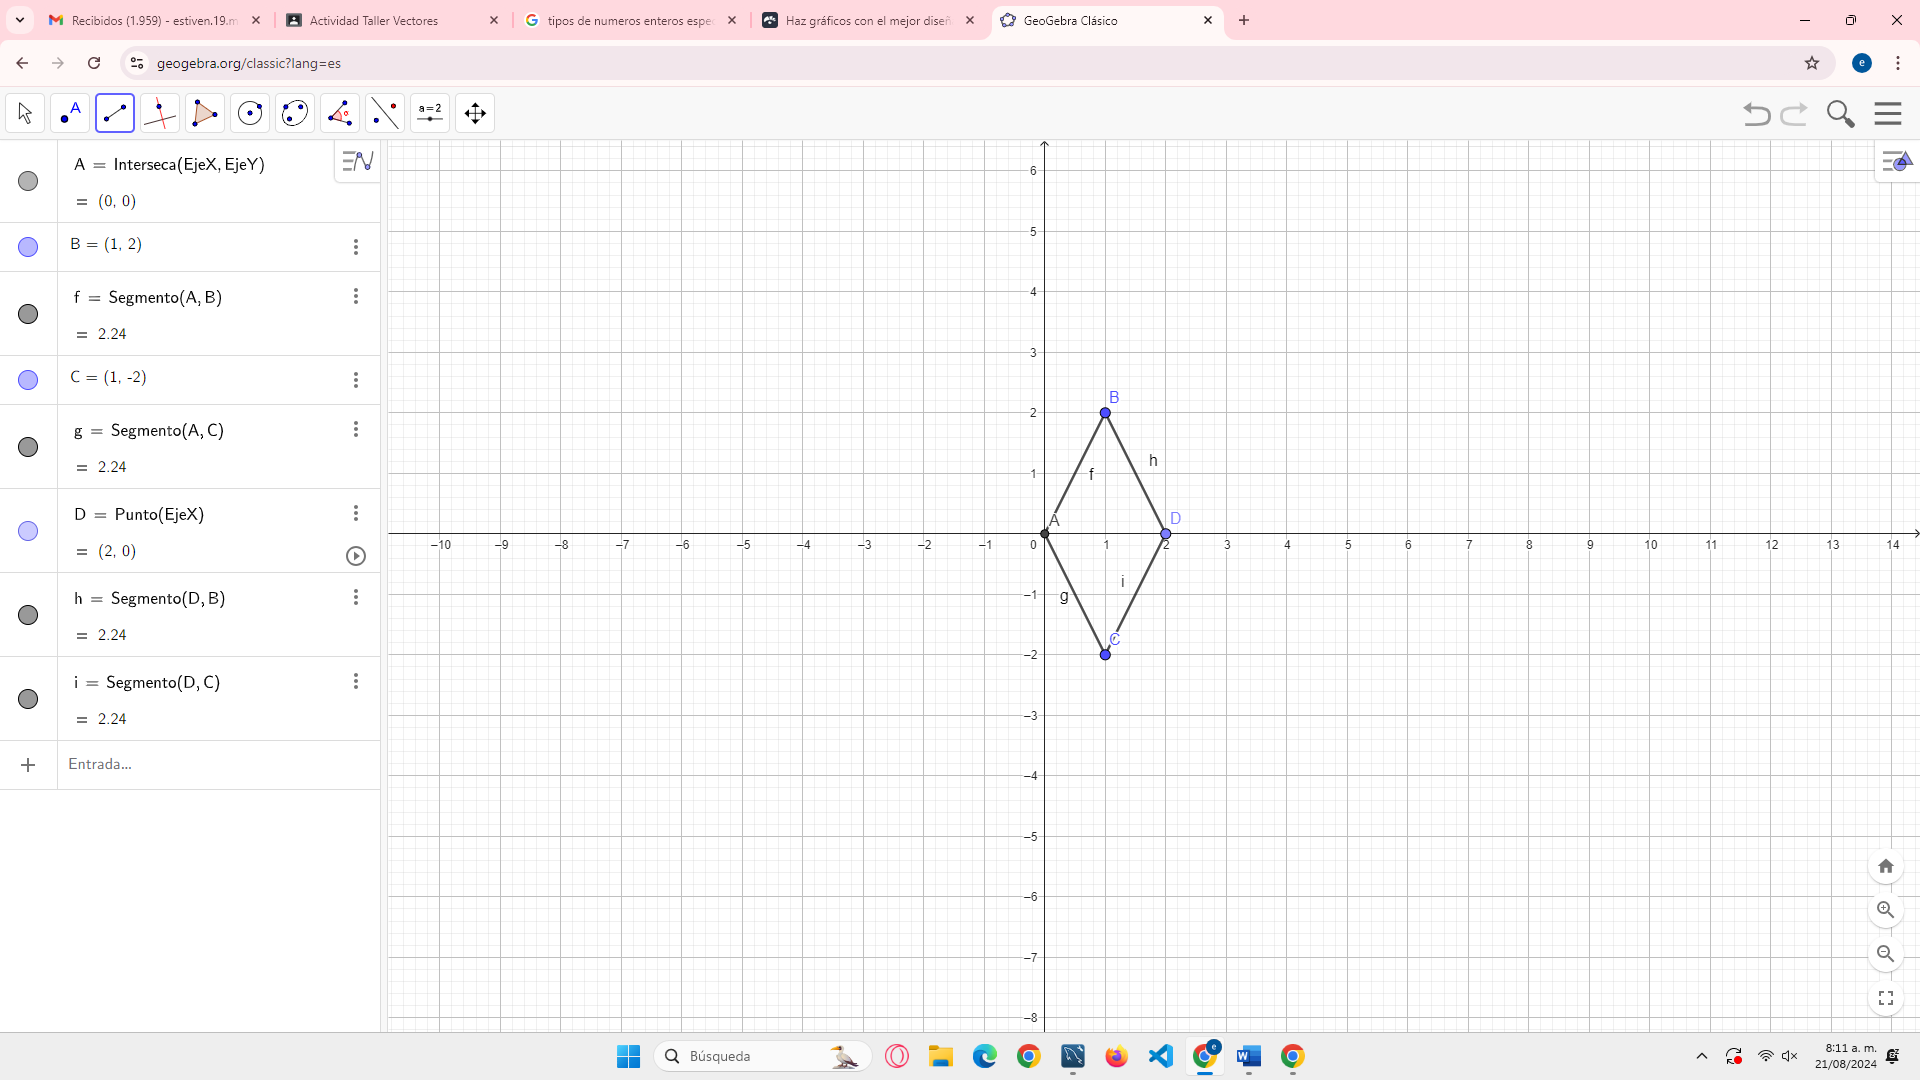 Recibidos (1.959) - estiven.19.m
Actividad Taller Vectores
tipos de numeros enteros espe
Haz gráficos con el mejor diseñ
GeoGebra Clásico
geogebra.org/classic?lang=es
e
A
a=2
A = Interseca(EjeX, EjeY)
= (0, 0)
B = (1, 2)
f = Segmento(A, B)
= 2.24
C = (1, -2)
g = Segmento(A, C)
= 2.24
D = Punto(EjeX)
= (2, 0)
h = Segmento(D, B)
= 2.24
i = Segmento(D, C)
= 2.24
Entrada...
6
5
4
3
2
1
–10 –9 –8 –7 –6 –5 –4 –3 –2 –1 0 1 2 3 4 5 6 7 8 9 10 11 12 13 14
–1
–2
–3
–4
–5
–6
–7
–8
B
h
f
A
D
i
g
C
Búsqueda
e
8:11 a. m.
21/08/2024